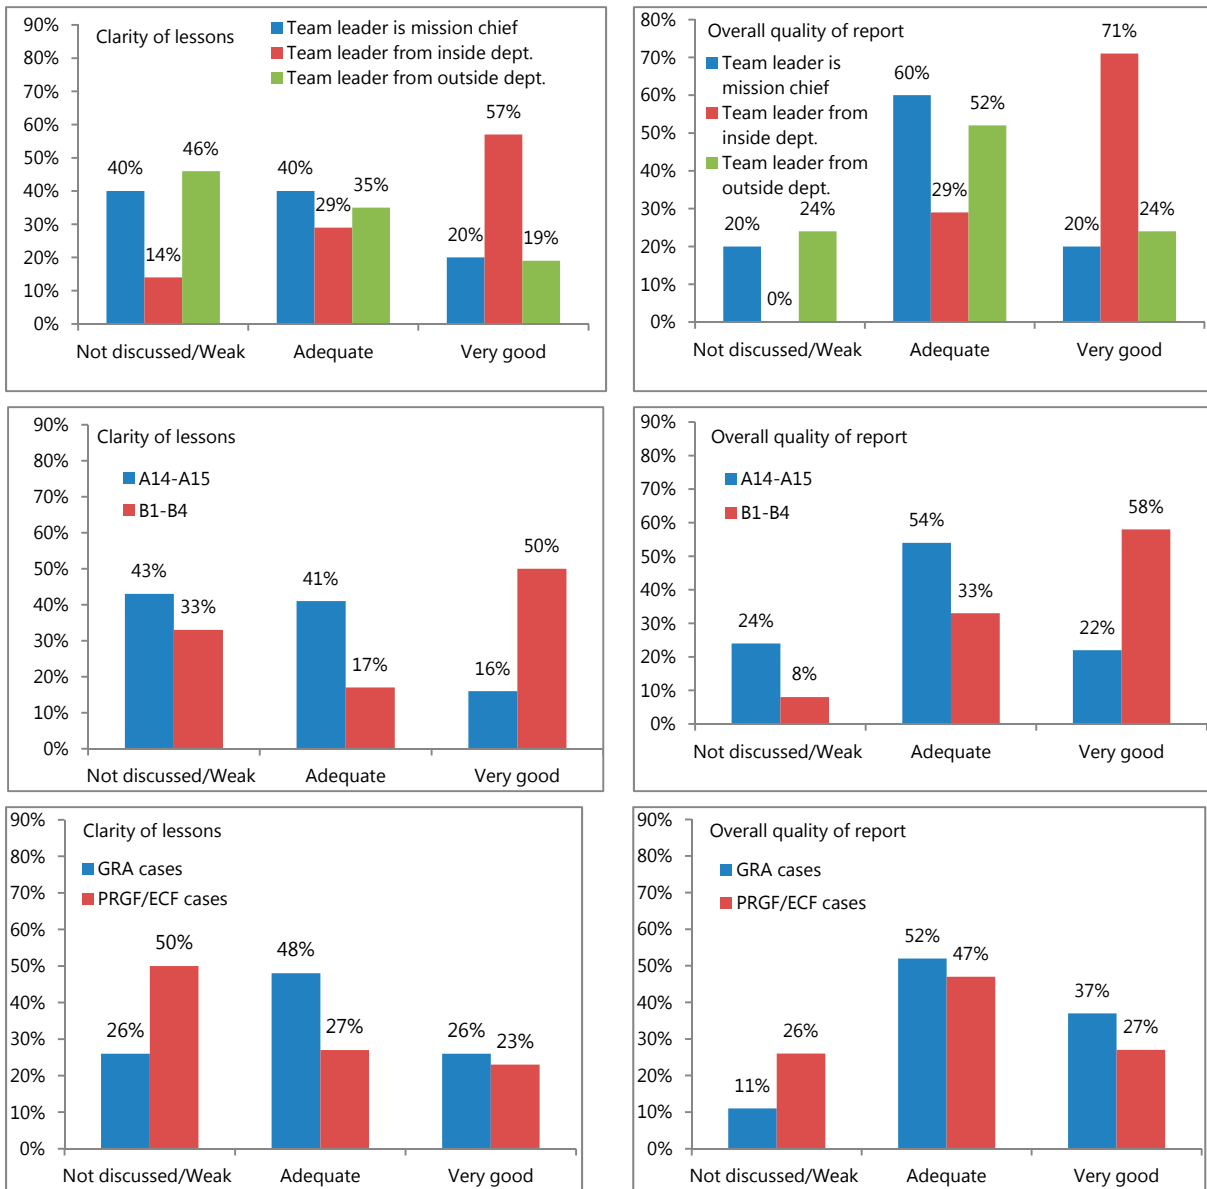 Clarity of lessons
Team leader is mission chief
Team leader from inside dept.
Team leader from outside dept.
90%
80%
70%
60%
50%
40%
30%
20%
10%
0%
40%
14%
46%
40%
29%
35%
20%
57%
19%
Not discussed/Weak
Adequate
Very good
Overall quality of report
Team leader is
mission chief
Team leader from
inside dept.
Team leader from
outside dept.
80%
70%
60%
50%
40%
30%
20%
10%
0%
20%
0%
24%
60%
29%
52%
20%
71%
24%
Not discussed/Weak
Adequate
Very good
Clarity of lessons
A14-A15
B1-B4
90%
80%
70%
60%
50%
40%
30%
20%
10%
0%
43%
33%
41%
17%
16%
50%
Not discussed/Weak
Adequate
Very good
Overall quality of report
A14-A15
B1-B4
90%
80%
70%
60%
50%
40%
30%
20%
10%
0%
24%
8%
54%
33%
22%
58%
Not discussed/Weak
Adequate
Very good
Clarity of lessons
GRA cases
PRGF/ECF cases
90%
80%
70%
60%
50%
40%
30%
20%
10%
0%
26%
50%
48%
27%
26%
23%
Not discussed/Weak
Adequate
Very good
Overall quality of report
GRA cases
PRGF/ECF cases
90%
80%
70%
60%
50%
40%
30%
20%
10%
0%
11%
26%
52%
47%
37%
27%
Not discussed/Weak
Adequate
Very good